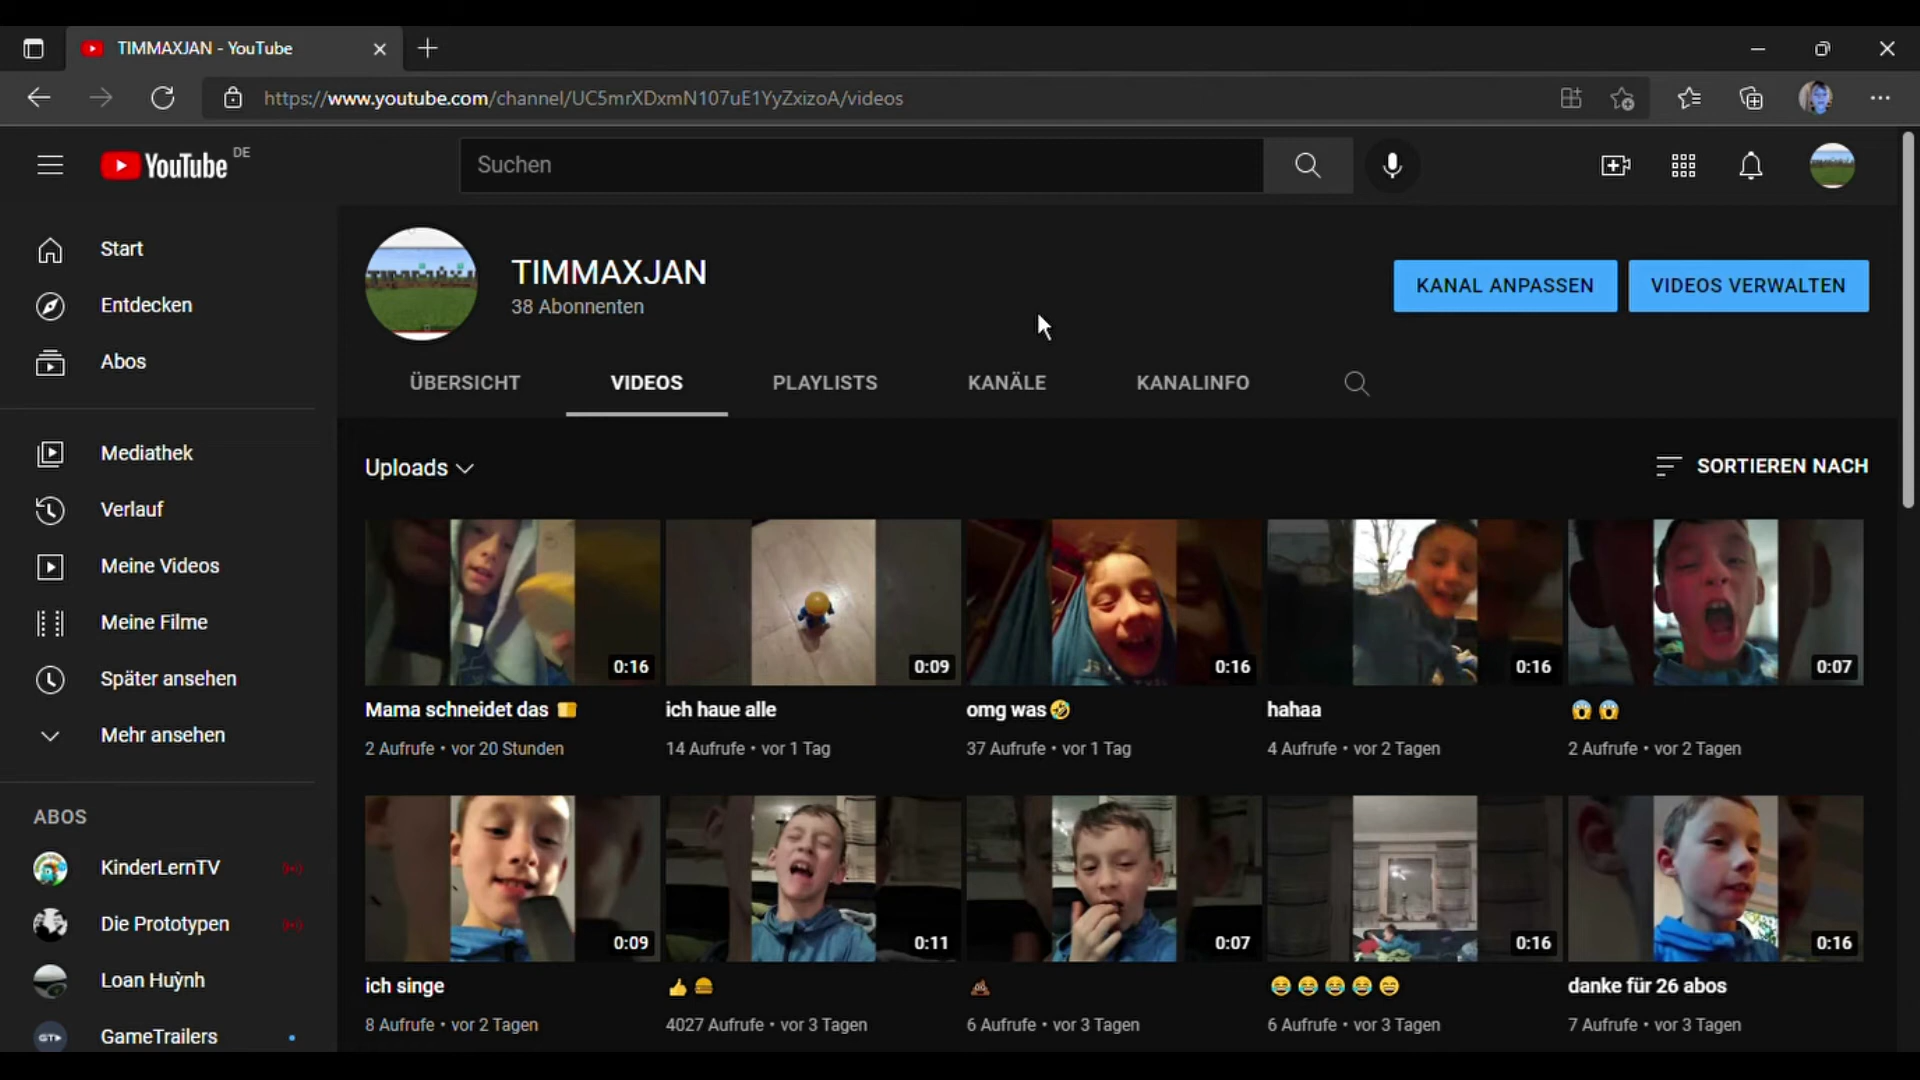 TIMMAXJAN - YouTube
https://www.youtube.com/channel/UC5mrXDxmN107uE1YyZxizoA/videos
YouTube DE
Suchen
Start
Entdecken
Abos
Mediathek
Verlauf
Meine Videos
Meine Filme
Später ansehen
Mehr ansehen
ABOS
KinderLernTV
Die Prototypen
Loan Huỳnh
GT
GameTrailers
TIMMAXJAN
38 Abonnenten
KANAL ANPASSEN
VIDEOS VERWALTEN
ÜBERSICHT
VIDEOS
PLAYLISTS
KANÄLE
KANALINFO
Uploads
SORTIEREN NACH
0:16
0:09
0:16
0:16
0:07
Mama schneidet das 🍞
ich haue alle
omg was🤣
hahaa
😱 😱
2 Aufrufe • vor 20 Stunden
14 Aufrufe • vor 1 Tag
37 Aufrufe • vor 1 Tag
4 Aufrufe • vor 2 Tagen
2 Aufrufe • vor 2 Tagen
0:09
0:11
0:07
0:16
0:16
ich singe
👍 🍔
💩
😂 😂 😂 😂 😄
danke für 26 abos
8 Aufrufe • vor 2 Tagen
4027 Aufrufe • vor 3 Tagen
6 Aufrufe • vor 3 Tagen
6 Aufrufe • vor 3 Tagen
7 Aufrufe • vor 3 Tagen